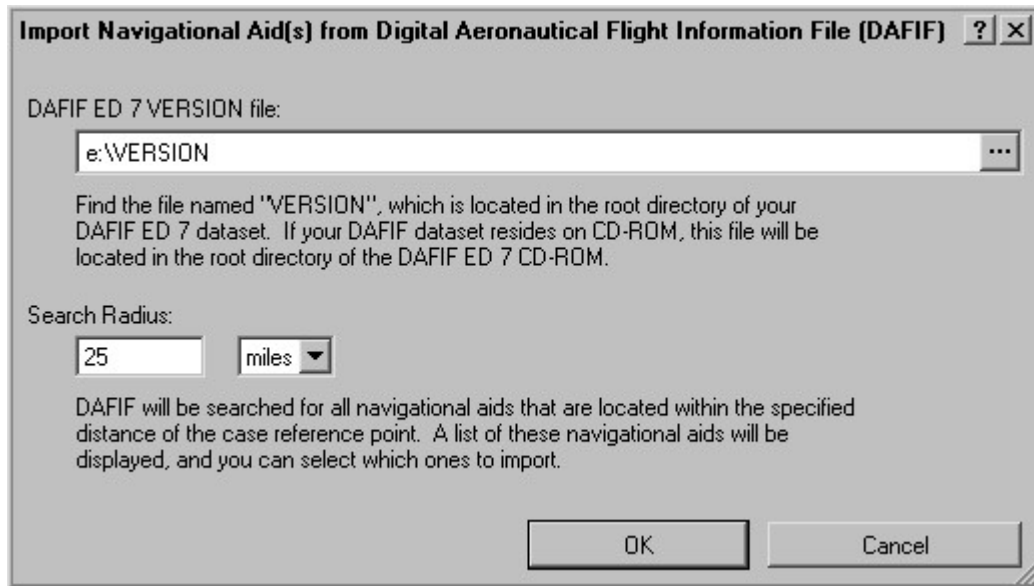 Import Navigational Aid(s) from Digital Aeronautical Flight Information File (DAFIF) ? ×
DAFIF ED 7 VERSION file:
e:\VERSION ...
Find the file named "VERSION", which is located in the root directory of your
DAFIF ED 7 dataset.  If your DAFIF dataset resides on CD-ROM, this file will be
located in the root directory of the DAFIF ED 7 CD-ROM.
Search Radius:
25 miles
DAFIF will be searched for all navigational aids that are located within the specified
distance of the case reference point.  A list of these navigational aids will be
displayed, and you can select which ones to import.
OK Cancel